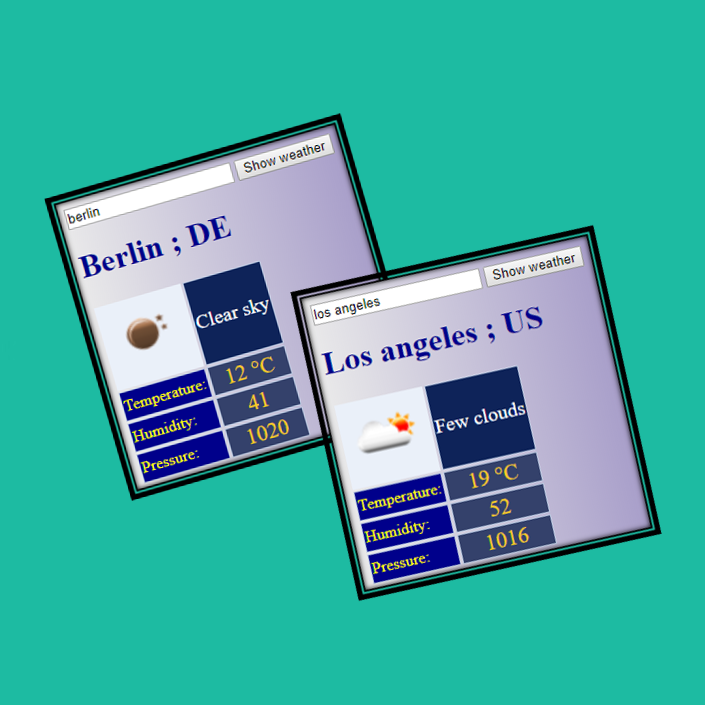 berlin
Show weather
Berlin ; DE
Clear sky
Temperature: 12 °C
Humidity: 41
Pressure: 1020
los angeles
Show weather
Los angeles ; US
Few clouds
Temperature: 19 °C
Humidity: 52
Pressure: 1016